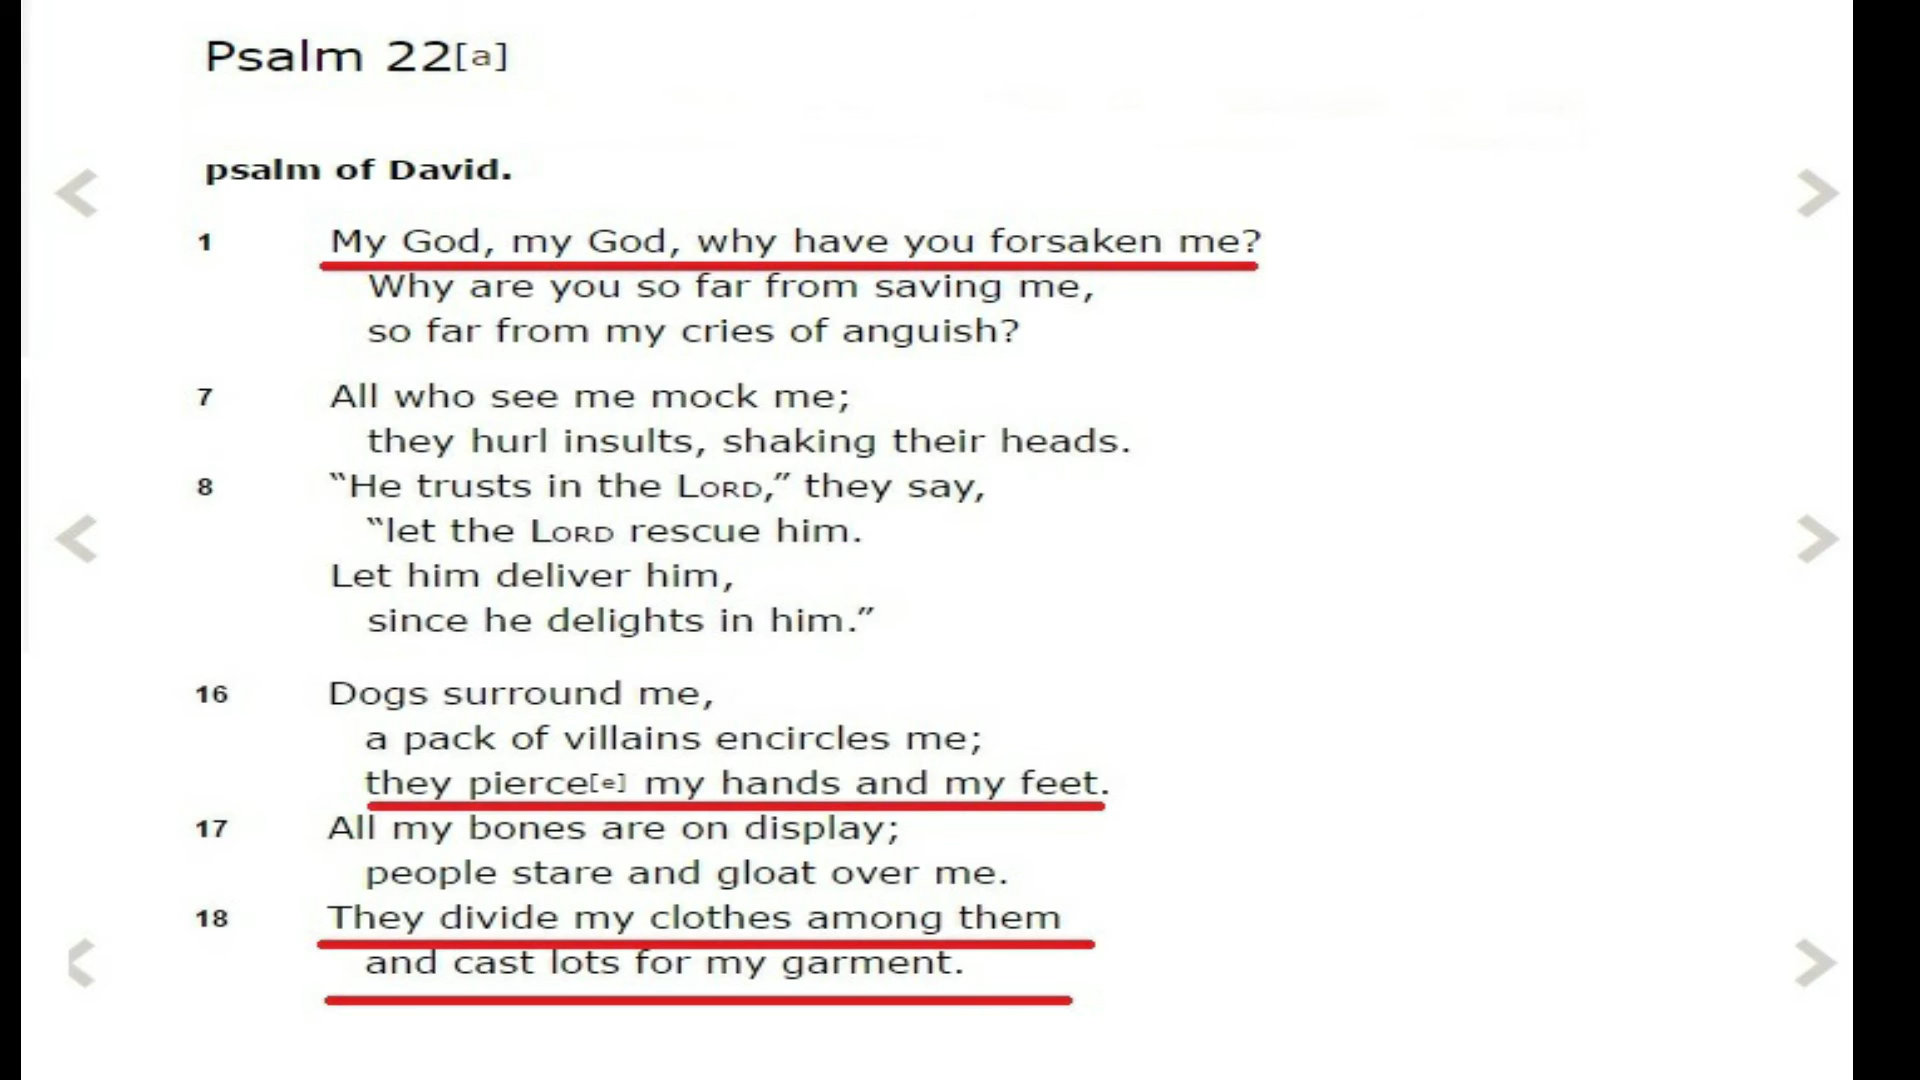 Psalm 22[a]
psalm of David.
1 My God, my God, why have you forsaken me?
Why are you so far from saving me,
so far from my cries of anguish?
7 All who see me mock me;
they hurl insults, shaking their heads.
8 “He trusts in the LORD,” they say,
“let the LORD rescue him.
Let him deliver him,
since he delights in him.”
16 Dogs surround me,
a pack of villains encircles me;
they pierce[e] my hands and my feet.
17 All my bones are on display;
people stare and gloat over me.
18 They divide my clothes among them
and cast lots for my garment.